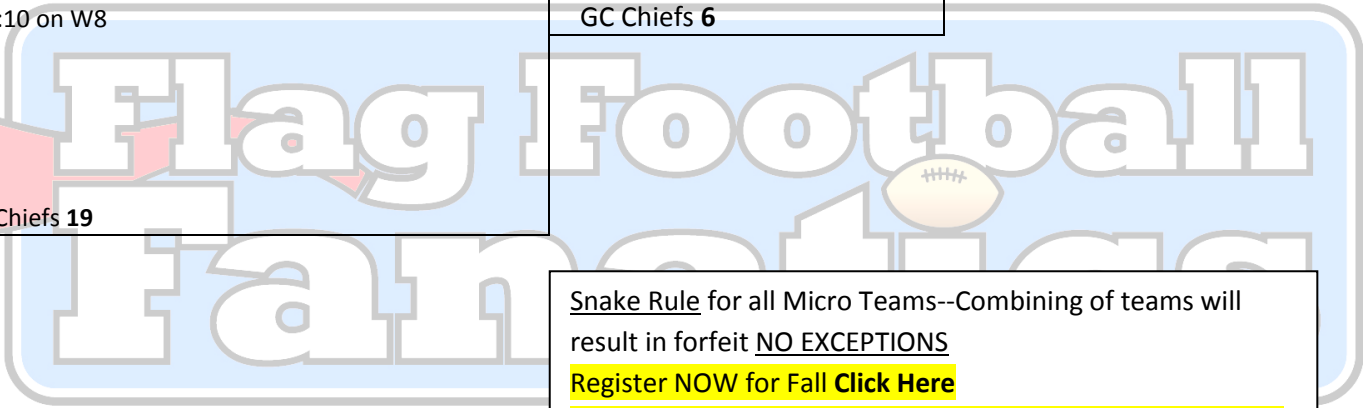 :10 on W8
GC Chiefs 6
Flag Football
Fanatics
Chiefs 19
Snake Rule for all Micro Teams--Combining of teams will
result in forfeit NO EXCEPTIONS
Register NOW for Fall Click Here